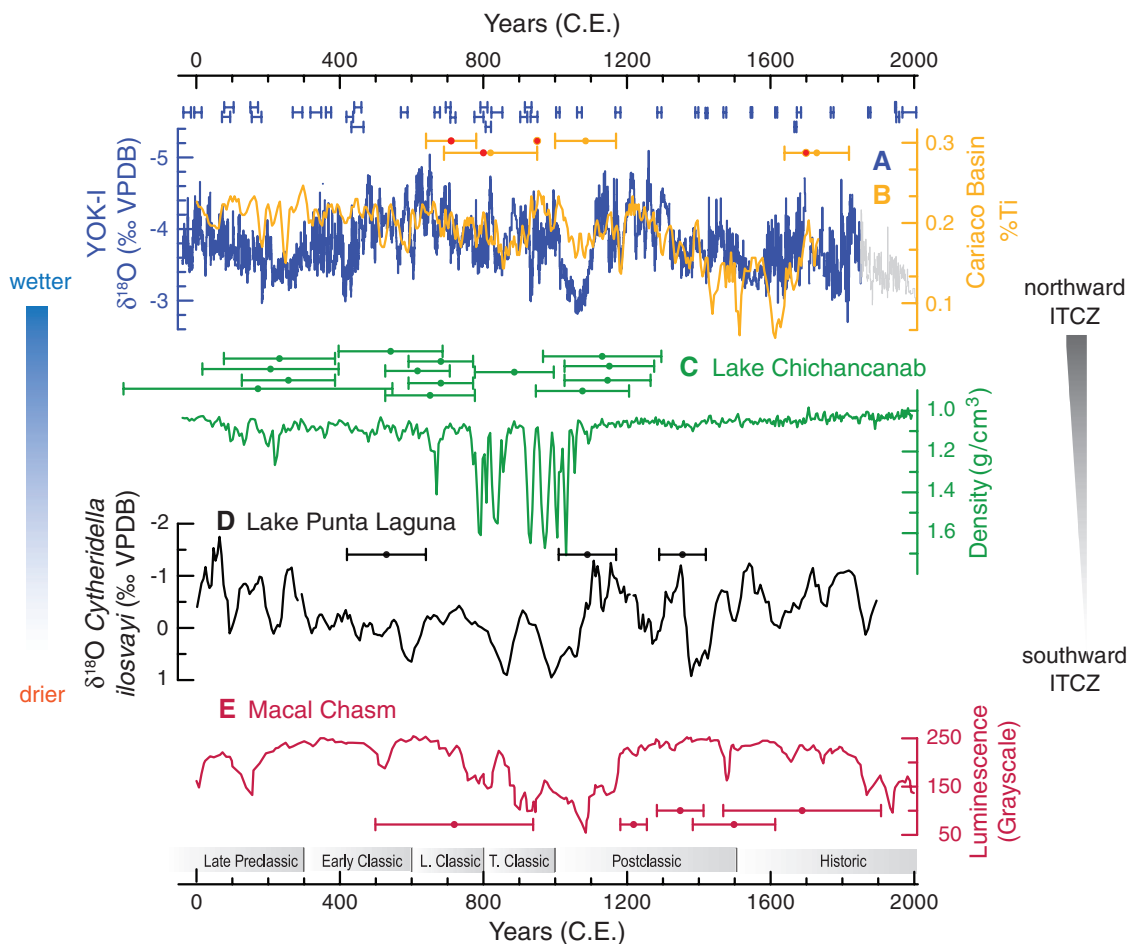 Years (C.E.)
0 400 800 1200 1600 2000
YOK-I
δ18O (‰ VPDB)
-5
-4
-3
A
B
0.3
0.2
0.1
Cariaco Basin
%Ti
wetter
drier
northward
ITCZ
southward
ITCZ
C Lake Chichancanab
1.0
1.2
1.4
1.6
Density (g/cm3)
D Lake Punta Laguna
-2
-1
0
1
δ18O Cytheridella
ilosvayi (‰ VPDB)
E Macal Chasm
250
150
50
Luminescence
(Grayscale)
Late Preclassic Early Classic L. Classic T. Classic Postclassic Historic
0 400 800 1200 1600 2000
Years (C.E.)